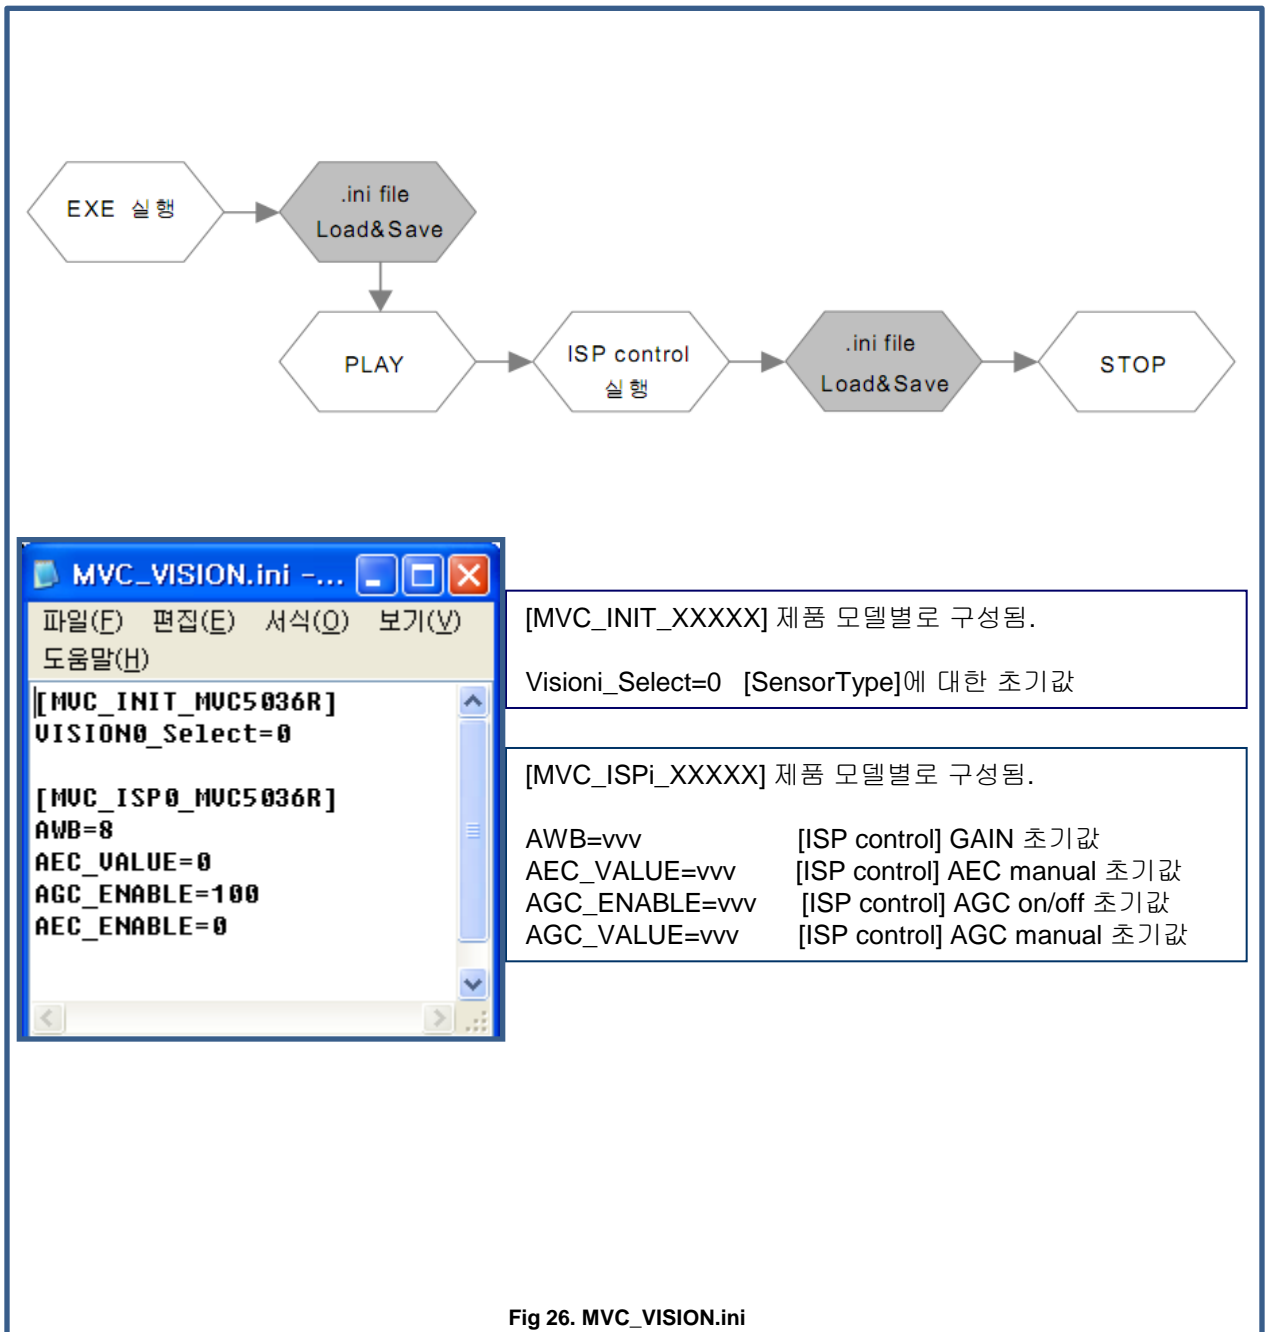 EXE 실행
.ini file
Load&Save
PLAY
ISP control
실행
.ini file
Load&Save
STOP
MVC_VISION.ini -...
파일(F) 편집(E) 서식(O) 보기(V)
도움말(H)
[MVC_INIT_MVC5036R]
VISION0_Select=0
[MVC_ISP0_MVC5036R]
AWB=8
AEC_VALUE=0
AGC_ENABLE=100
AEC_ENABLE=0
[MVC_INIT_XXXXX] 제품 모델별로 구성됨.
Visioni_Select=0 [SensorType]에 대한 초기값
[MVC_ISPi_XXXXX] 제품 모델별로 구성됨.
AWB=vvv [ISP control] GAIN 초기값
AEC_VALUE=vvv [ISP control] AEC manual 초기값
AGC_ENABLE=vvv [ISP control] AGC on/off 초기값
AGC_VALUE=vvv [ISP control] AGC manual 초기값
Fig 26. MVC_VISION.ini